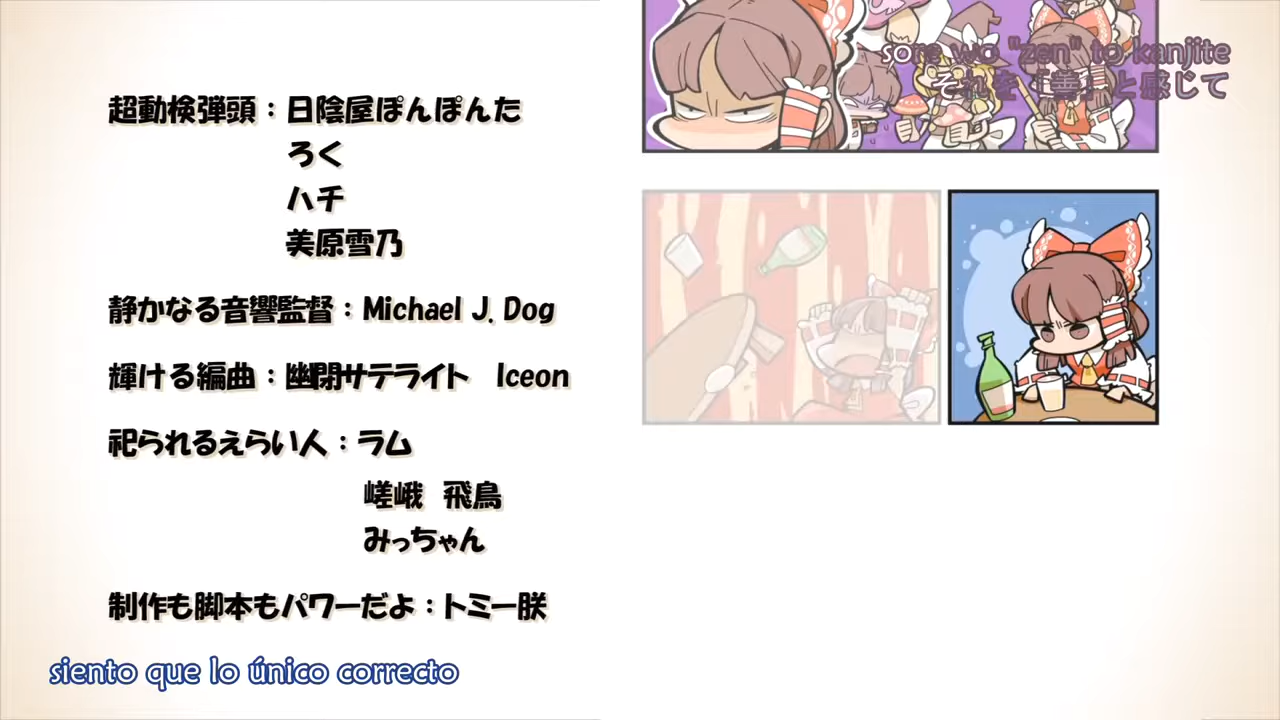 超動検弾頭：日陰屋ぽんぽんた
ろく
ハチ
美原雪乃
静かなる音響監督：Michael J. Dog
輝ける編曲：幽閉サテライト Iceon
祀られるえらい人：ラム
嵯峨 飛鳥
みっちゃん
制作も脚本もパワーだよ：トミー朕
sore wo "zen" to kanjite
それを「善」と感じて
siento que lo único correcto